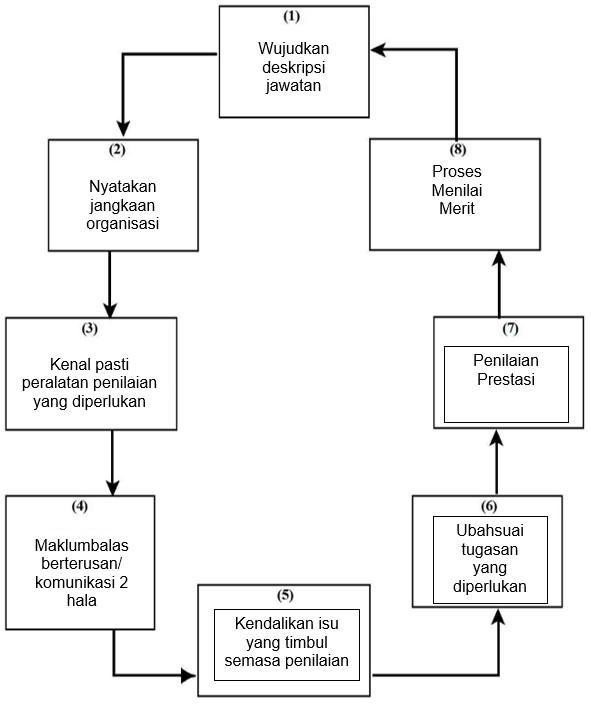 (1)
Wujudkan
deskripsi
jawatan
(2)
Nyatakan
jangkaan
organisasi
(3)
Kenal pasti
peralatan penilaian
yang diperlukan
(4)
Maklumbalas
berterusan/
komunikasi 2
hala
(5)
Kendalikan isu
yang timbul
semasa penilaian
(6)
Ubahsuai
tugasan
yang
diperlukan
(7)
Penilaian
Prestasi
(8)
Proses
Menilai
Merit